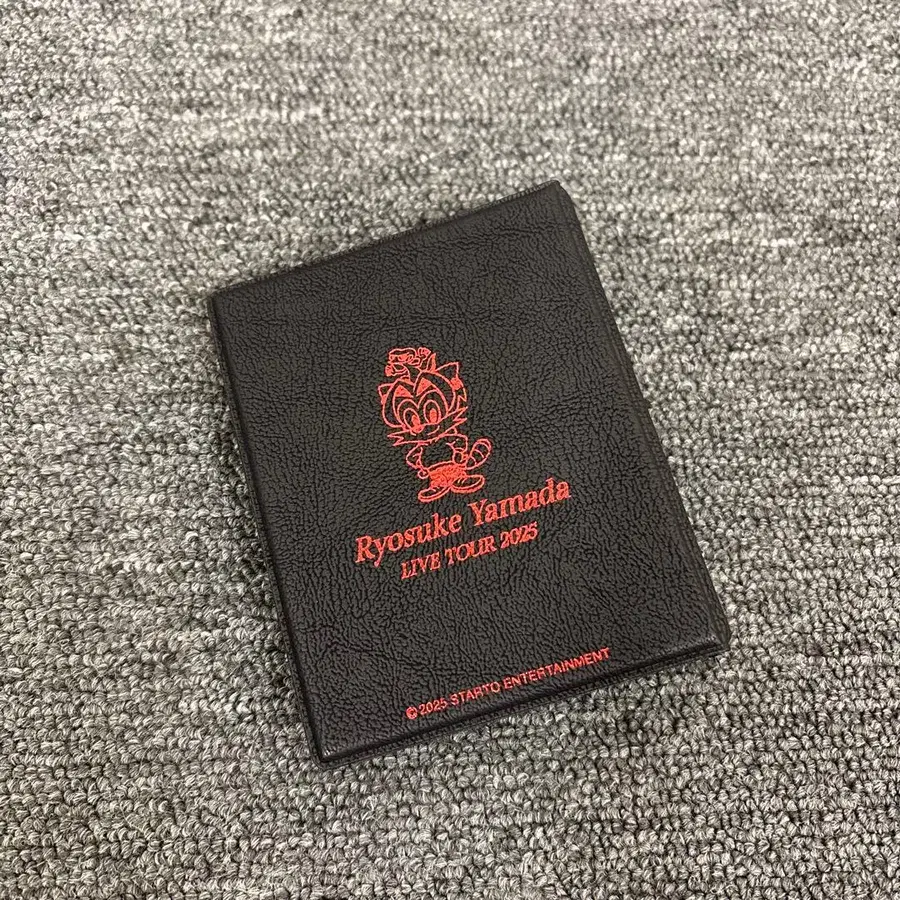 Ryosuke Yamada
LIVE TOUR 2025
©2025 STARTO ENTERTAINMENT